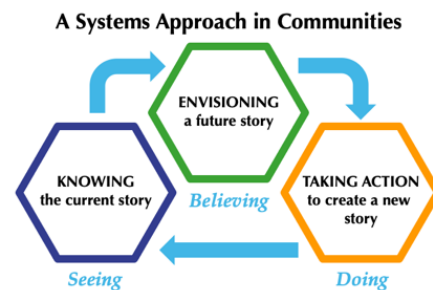 A Systems Approach in Communities
ENVISIONING
a future story
Believing
KNOWING
the current story
Seeing
TAKING ACTION
to create a new
story
Doing